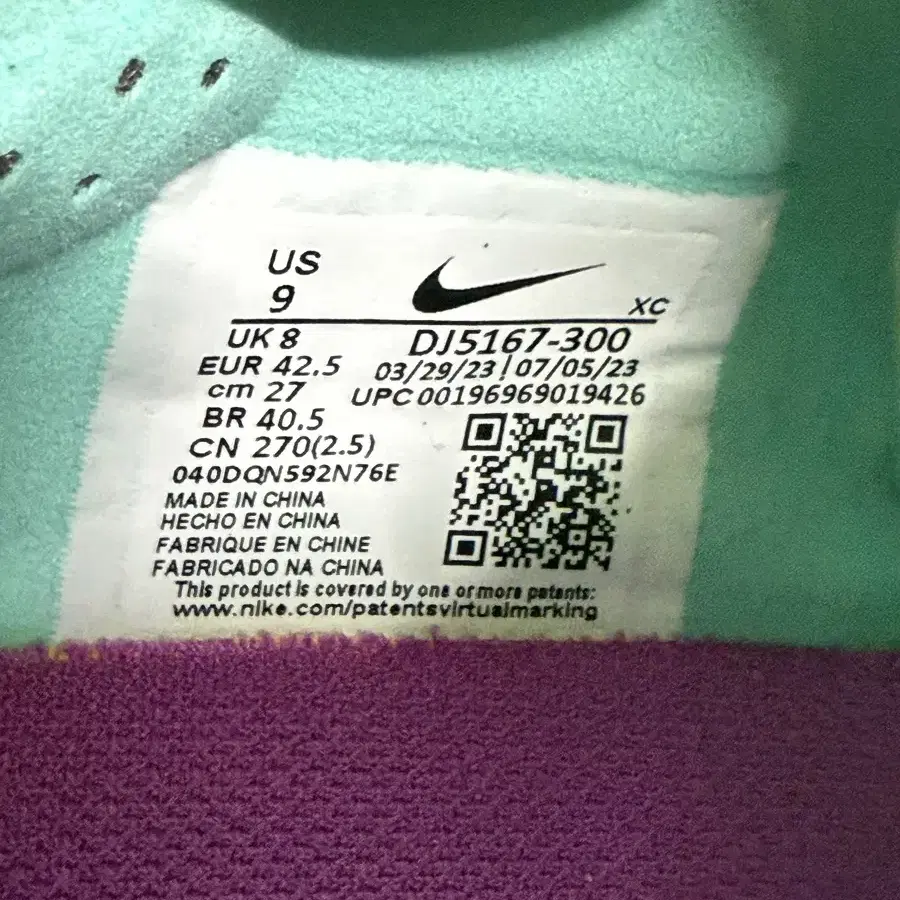 US
9
XC
UK 8
DJ5167-300
EUR 42.5
03/29/23 | 07/05/23
cm 27
UPC 00196969019426
BR 40.5
CN 270(2.5)
040DQN592N76E
MADE IN CHINA
HECHO EN CHINA
FABRIQUE EN CHINE
FABRICADO NA CHINA
This product is covered by one or more patents:
www.nike.com/patentsvirtualmarking